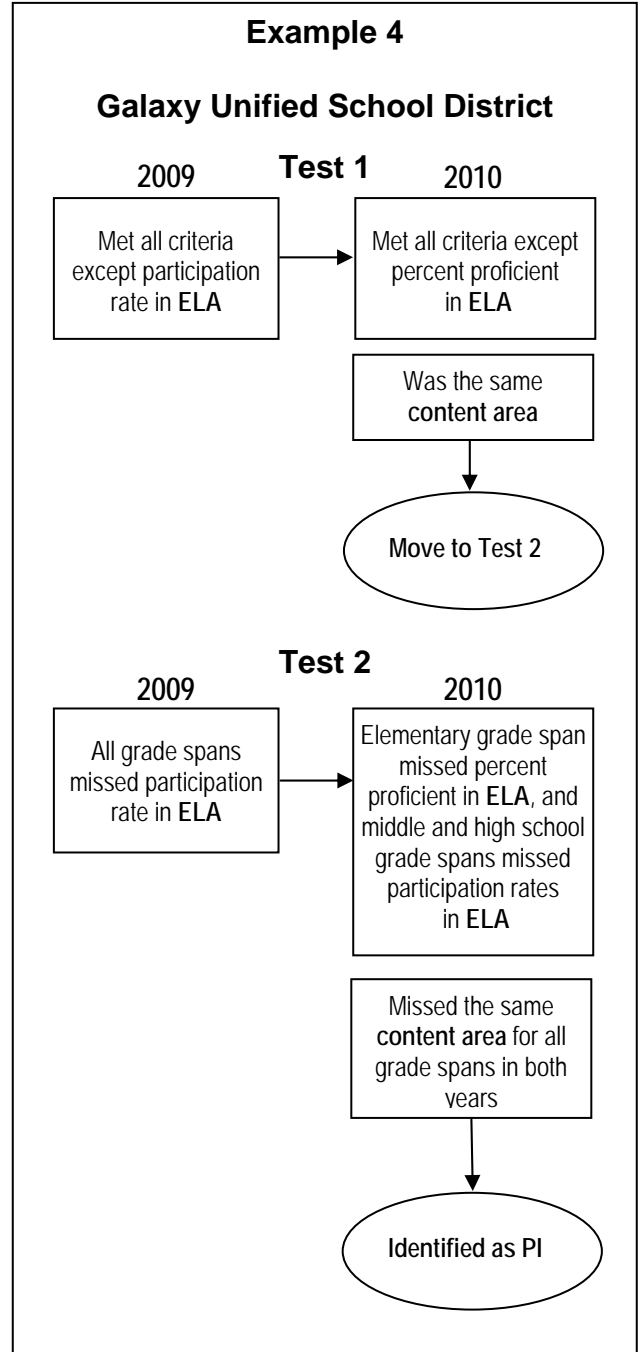 Example 4
Galaxy Unified School District
Test 1
2009
2010
Met all criteria
except participation
rate in ELA
Met all criteria except
percent proficient
in ELA
Was the same
content area
Move to Test 2
Test 2
2009
2010
All grade spans
missed participation
rate in ELA
Elementary grade span
missed percent
proficient in ELA, and
middle and high school
grade spans missed
participation rates
in ELA
Missed the same
content area for all
grade spans in both
years
Identified as PI